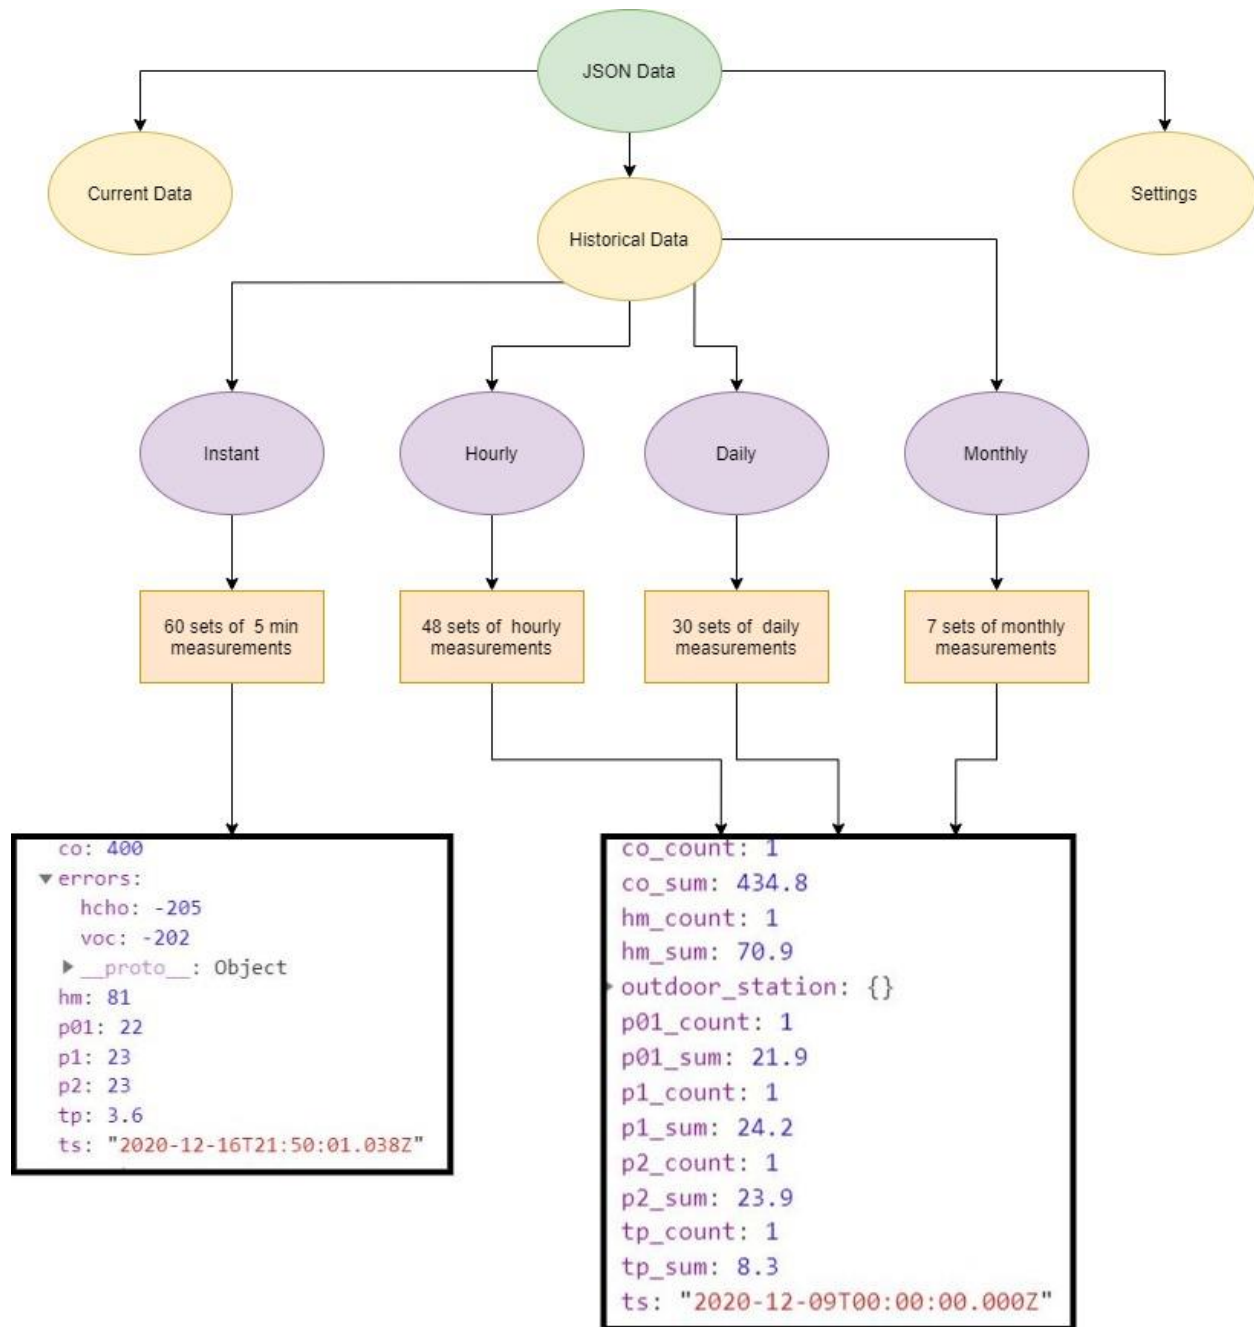 JSON Data
Current Data
Settings
Historical Data
Instant
Hourly
Daily
Monthly
60 sets of 5 min
measurements
48 sets of hourly
measurements
30 sets of daily
measurements
7 sets of monthly
measurements
co: 400
▼errors:
hcho: -205
voc: -202
▶__proto__: Object
hm: 81
p01: 22
p1: 23
p2: 23
tp: 3.6
ts: "2020-12-16T21:50:01.038Z"
co_count: 1
co_sum: 434.8
hm_count: 1
hm_sum: 70.9
▶outdoor_station: {}
p01_count: 1
p01_sum: 21.9
p1_count: 1
p1_sum: 24.2
p2_count: 1
p2_sum: 23.9
tp_count: 1
tp_sum: 8.3
ts: "2020-12-09T00:00:00.000Z"